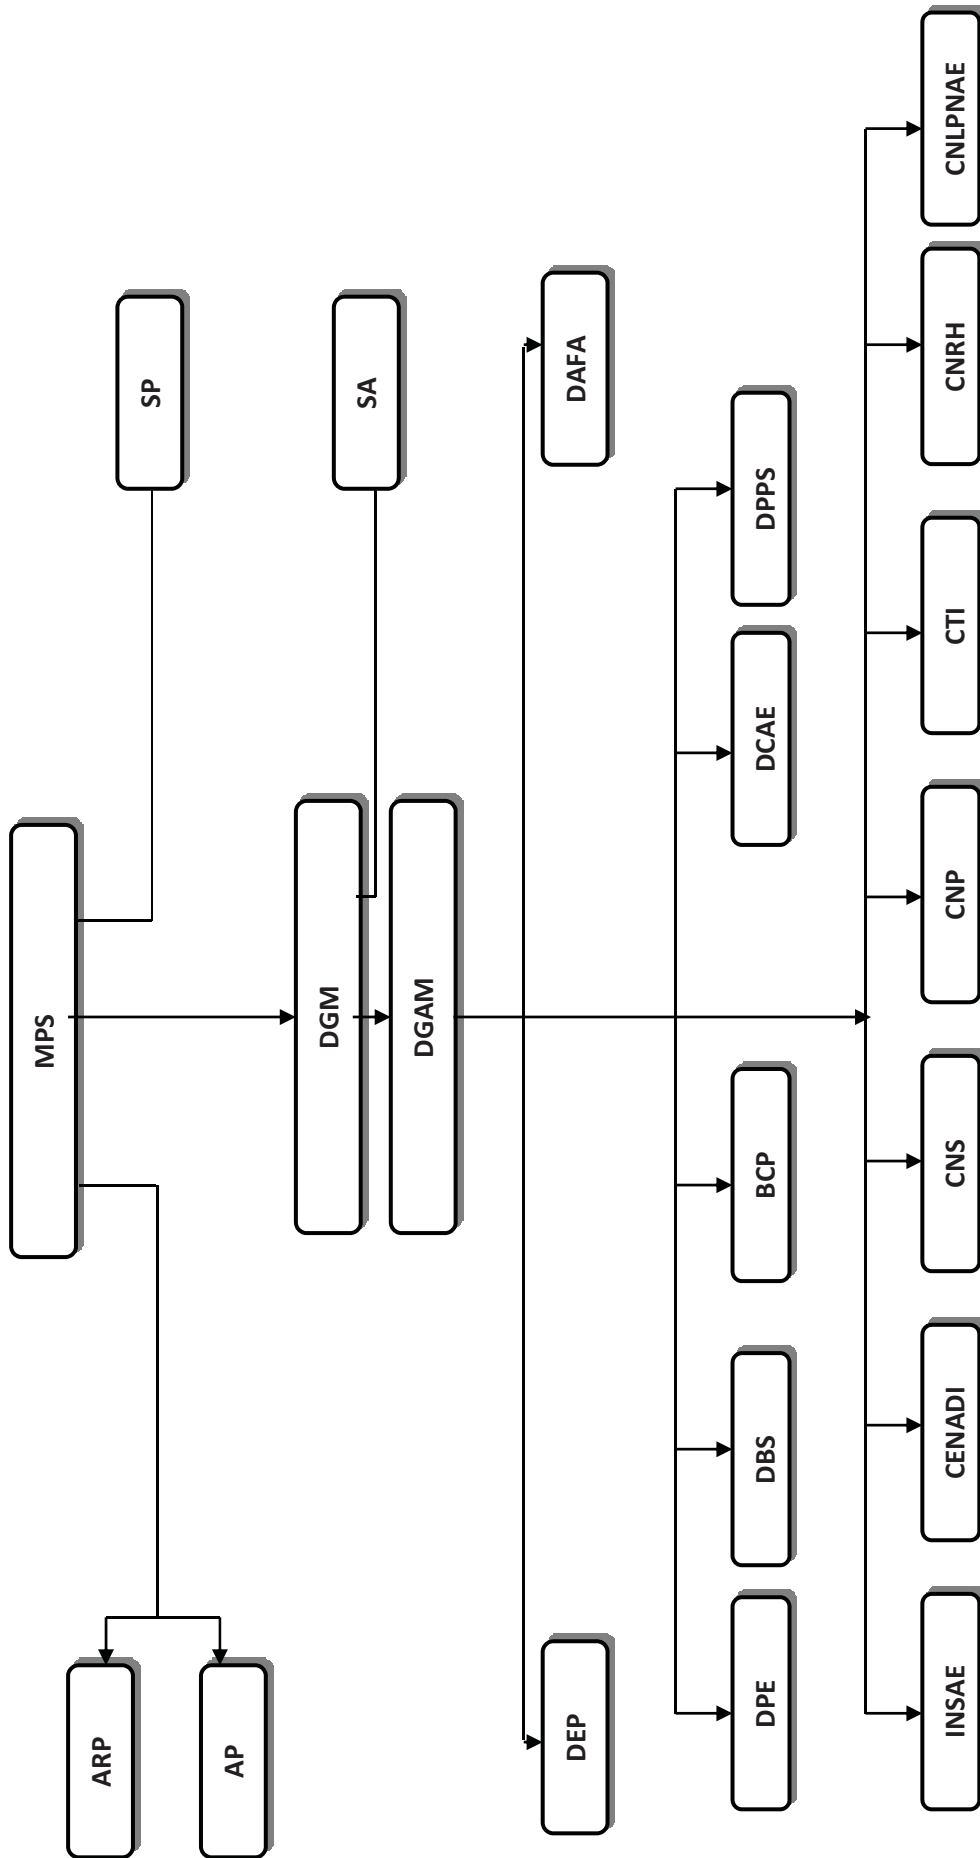 MPS
ARP
SP
AP
DGM
SA
DGAM
DEP
DAFA
DPE
DBS
BCP
DCAE
DPPS
INSAE
CENADI
CNS
CNP
CTI
CNRH
CNLPNAE